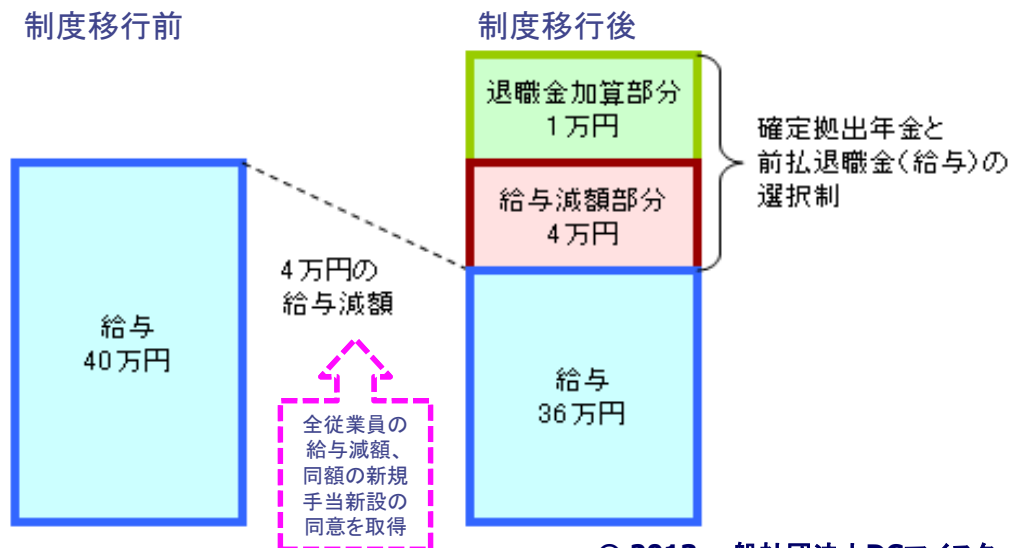 制度移行前
制度移行後
退職金加算部分
1万円
確定拠出年金と
前払退職金(給与)の
選択制
給与減額部分
4万円
4万円の
給与減額
給与
40万円
給与
36万円
全従業員の
給与減額、
同額の新規
手当新設の
同意を取得